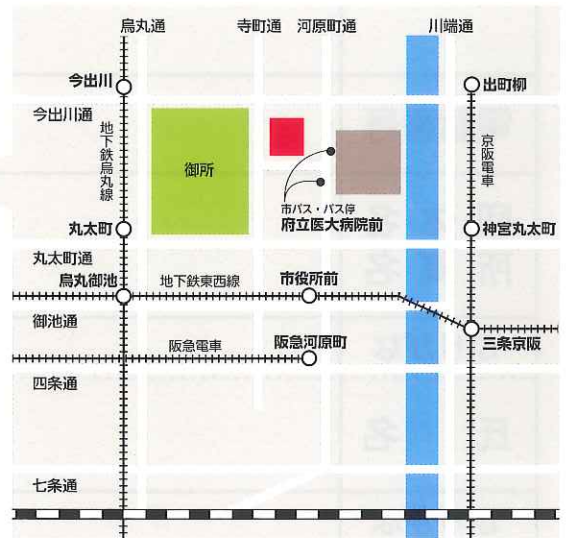 烏丸通
寺町通
河原町通
川端通
今出川
出町柳
今出川通
地下鉄烏丸線
御所
京阪電車
市バス・バス停
府立医大病院前
丸太町
神宮丸太町
丸太町通
烏丸御池
地下鉄東西線
市役所前
御池通
阪急電車
阪急河原町
三条京阪
四条通
七条通